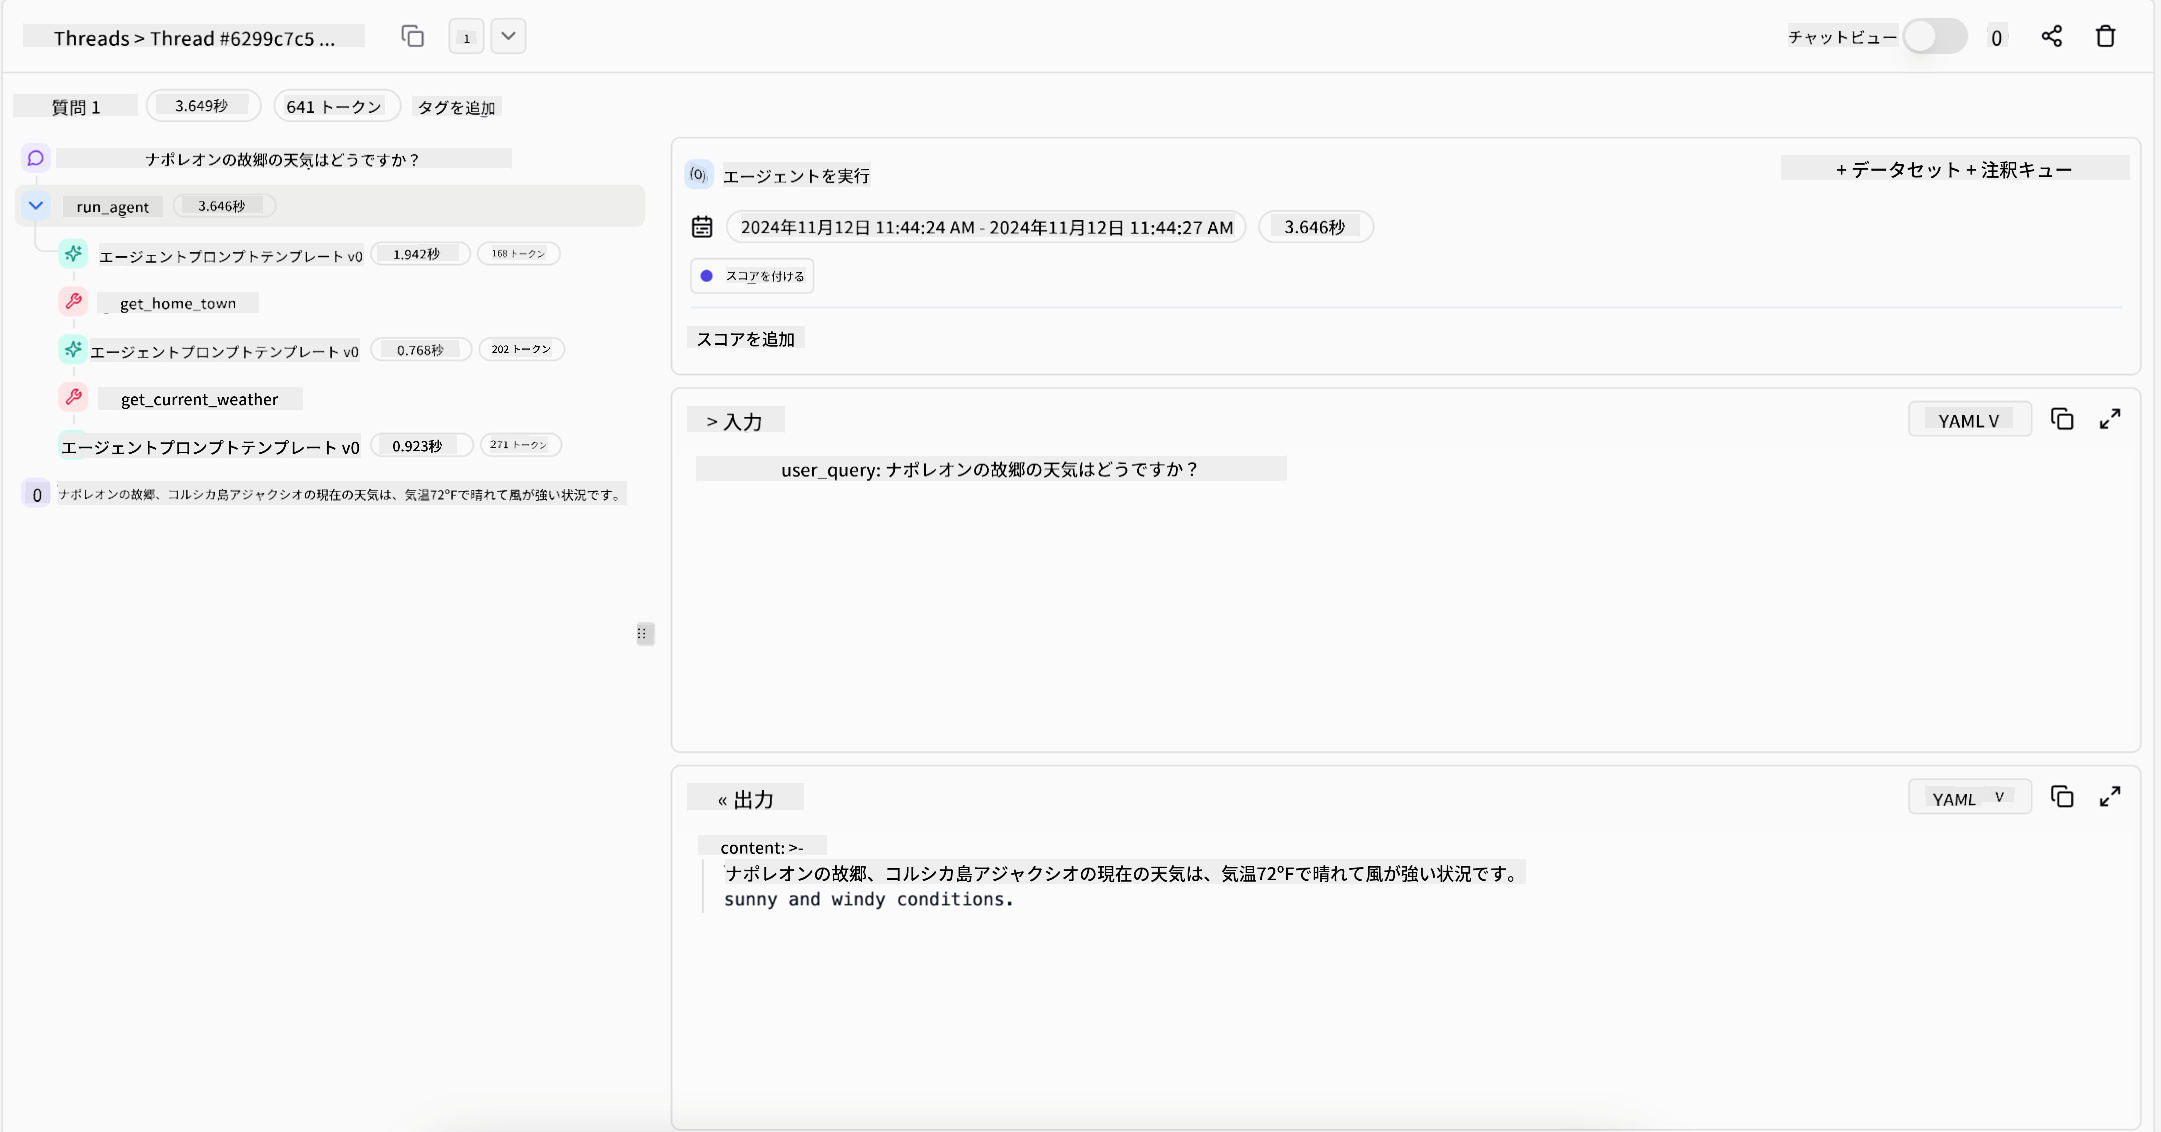 Threads > Thread #6299c7c5 ...
1
チャットビュー
0
質問 1
3.649秒
641 トークン
タグを追加
ナポレオンの故郷の天気はどうですか？
run_agent
3.646秒
エージェントプロンプトテンプレート v0
1.942秒
168 トークン
get_home_town
エージェントプロンプトテンプレート v0
0.768秒
202 トークン
get_current_weather
エージェントプロンプトテンプレート v0
0.923秒
271 トークン
0
ナポレオンの故郷、コルシカ島アジャクシオの現在の天気は、気温72°Fで晴れて風が強い状況です。
エージェントを実行
+ データセット + 注釈キュー
2024年11月12日 11:44:24 AM - 2024年11月12日 11:44:27 AM
3.646秒
スコアを付ける
スコアを追加
> 入力
YAML V
user_query: ナポレオンの故郷の天気はどうですか？
« 出力
YAML V
content: >-
ナポレオンの故郷、コルシカ島アジャクシオの現在の天気は、気温72°Fで晴れて風が強い状況です。
sunny and windy conditions.